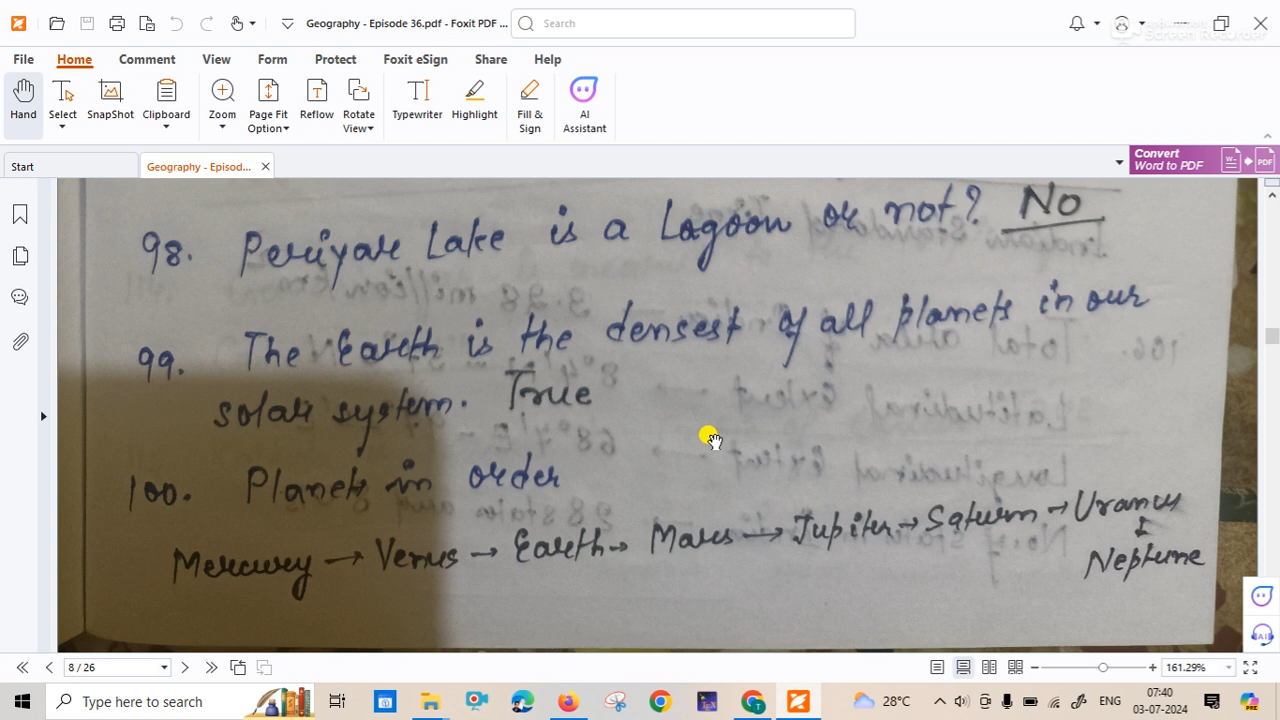 Geography - Episode 36.pdf - Foxit PDF ...
Search
File Home Comment View Form Protect Foxit eSign Share Help
Hand Select SnapShot Clipboard Zoom Page Fit Option Reflow Rotate View Typewriter Highlight Fill & Sign AI Assistant
Start Geography - Episod...
Convert
Word to PDF
98. Periyar Lake is a Lagoon or not? No
99. The Earth is the densest of all planets in our
solar system. True
100. Planets in order
Mercury → Venus → Earth → Mars → Jupiter → Saturn → Uranus
Neptune
8 / 26 161.29%
Type here to search 28°C ENG 07:40
03-07-2024